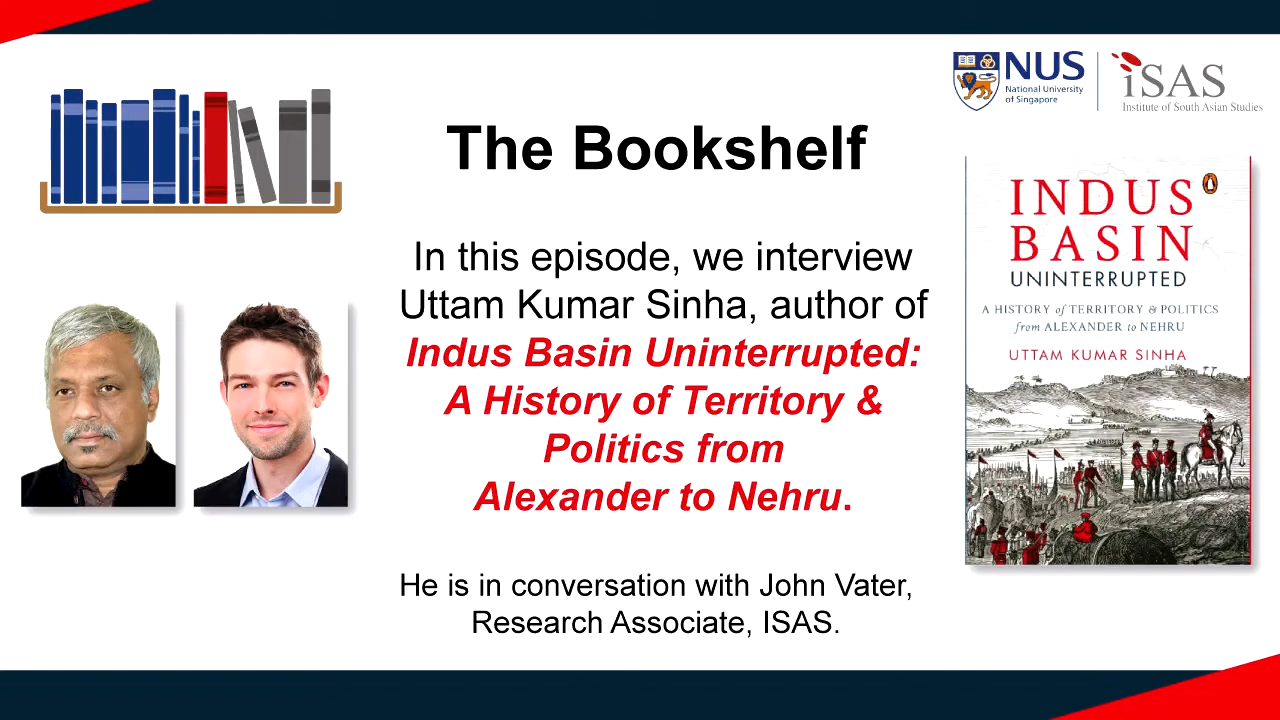 NUS
National University
of Singapore
iSAS
Institute of South Asian Studies
The Bookshelf
In this episode, we interview
Uttam Kumar Sinha, author of
Indus Basin Uninterrupted:
A History of Territory &
Politics from
Alexander to Nehru.
He is in conversation with John Vater,
Research Associate, ISAS.
INDUS
BASIN
UNINTERRUPTED
A HISTORY of TERRITORY & POLITICS
from ALEXANDER to NEHRU
UTTAM KUMAR SINHA